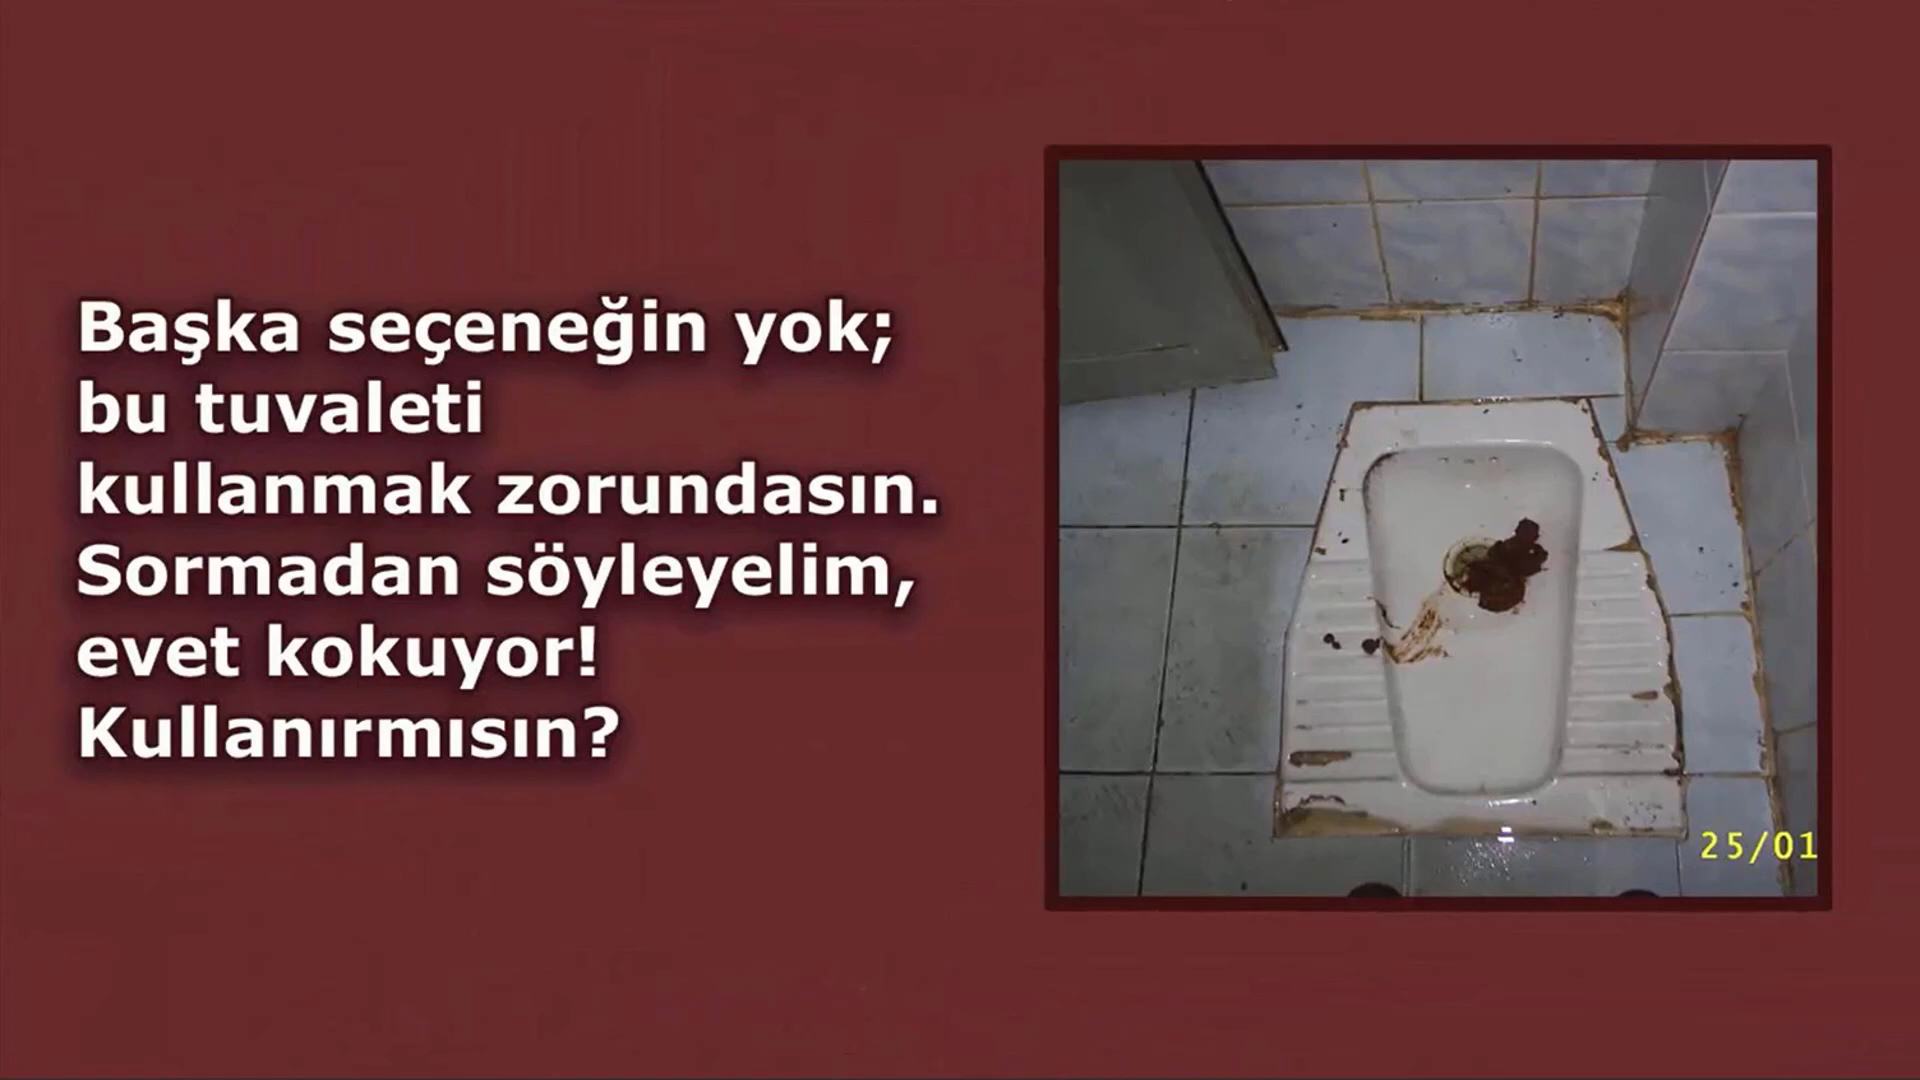 Başka seçeneğin yok;
bu tuvaleti
kullanmak zorundasın.
Sormadan söyleyelim,
evet kokuyor!
Kullanırmısın?
25/01